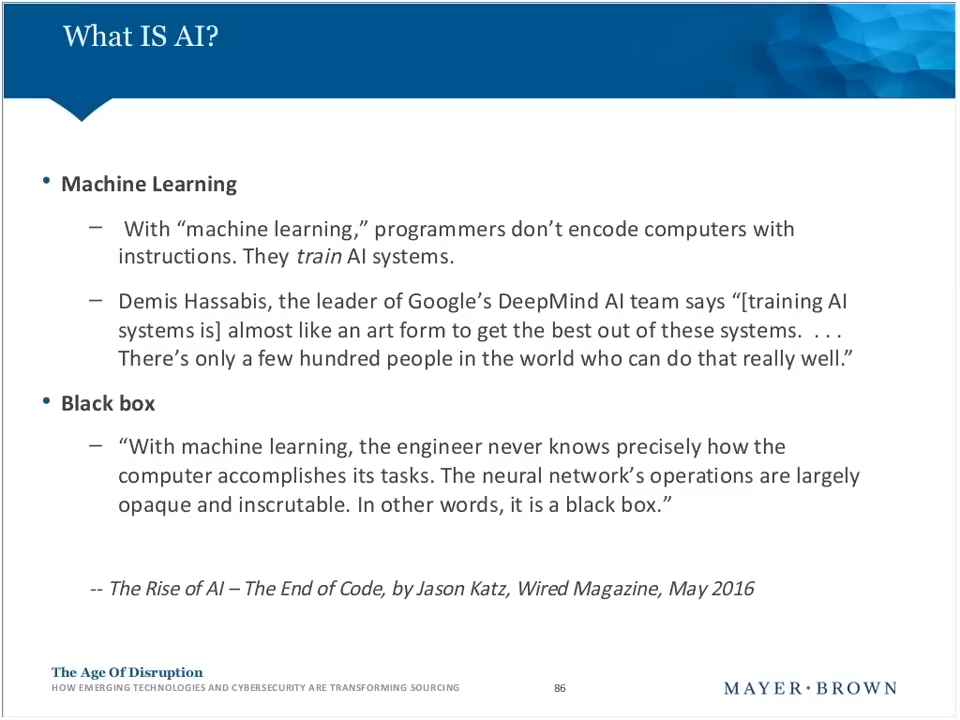 What IS AI?
• Machine Learning
– With “machine learning,” programmers don’t encode computers with
instructions. They train AI systems.
– Demis Hassabis, the leader of Google’s DeepMind AI team says “[training AI
systems is] almost like an art form to get the best out of these systems. . . .
There’s only a few hundred people in the world who can do that really well.”
• Black box
– “With machine learning, the engineer never knows precisely how the
computer accomplishes its tasks. The neural network’s operations are largely
opaque and inscrutable. In other words, it is a black box.”
-- The Rise of AI – The End of Code, by Jason Katz, Wired Magazine, May 2016
The Age Of Disruption
HOW EMERGING TECHNOLOGIES AND CYBERSECURITY ARE TRANSFORMING SOURCING
86
MAYER•BROWN